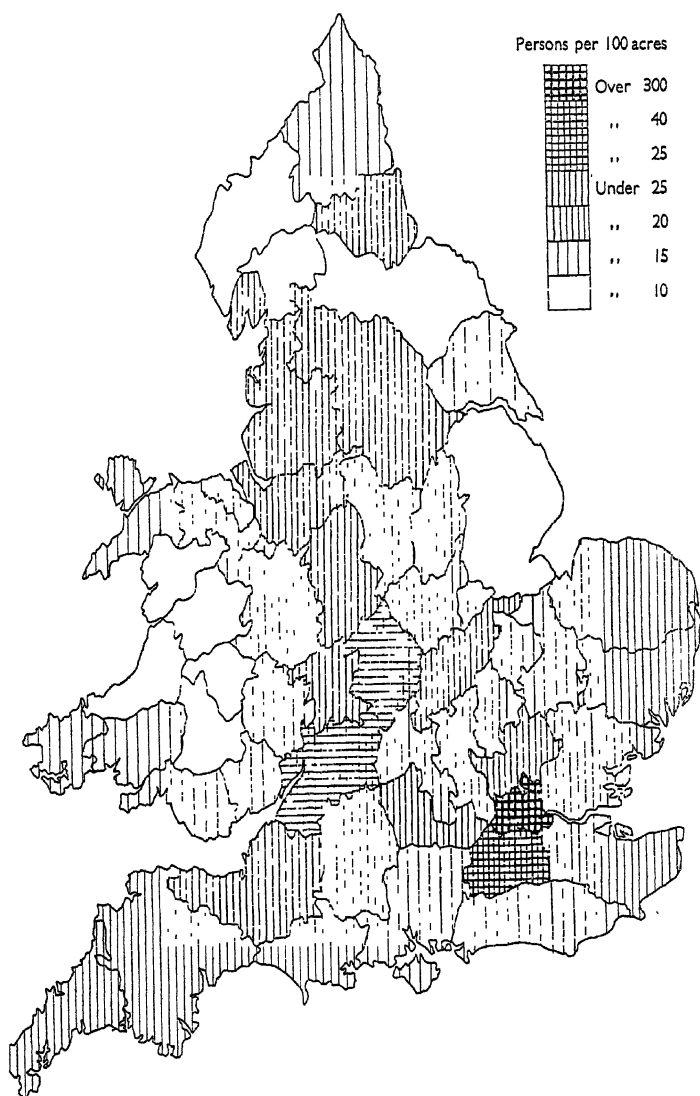 Persons per 100 acres
Over 300
,, 40
,, 25
Under 25
,, 20
,, 15
,, 10